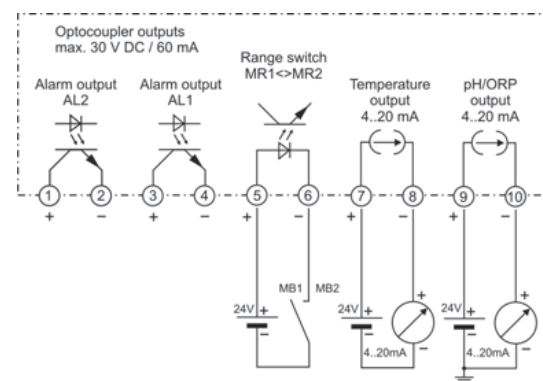 Optocoupler outputs
max. 30 V DC / 60 mA
Range switch
MR1<>MR2
Alarm output
AL2
Alarm output
AL1
Temperature
output
4..20 mA
pH/ORP
output
4..20 mA
1 2 3 4 5 6 7 8 9 10
+ − + − + − + − + −
MB1 MB2
24V + −
24V + −
+ −
4..20mA
24V + −
+ −
4..20mA